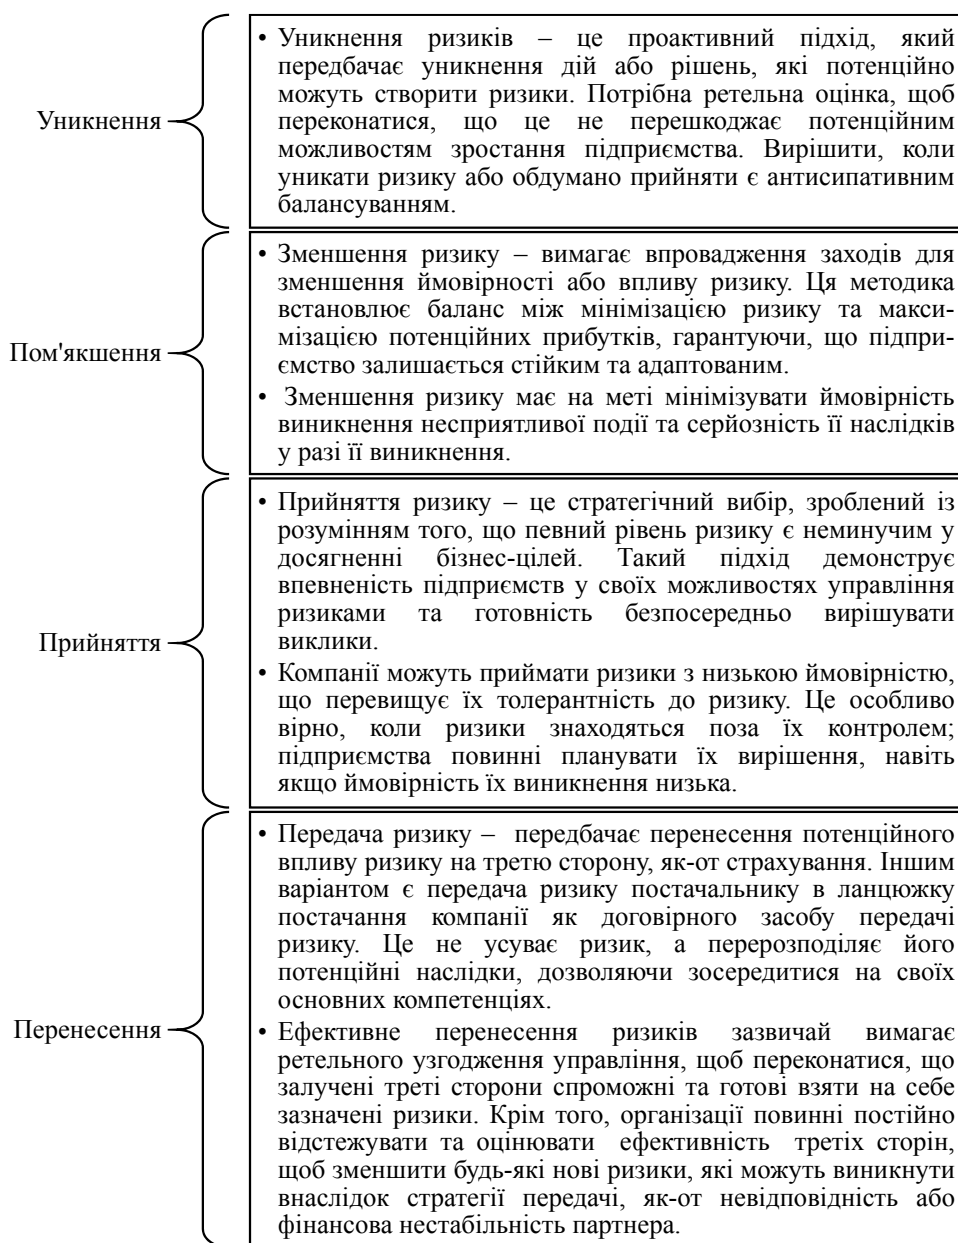 Уникнення
• Уникнення ризиків – це проактивний підхід, який
передбачає уникнення дій або рішень, які потенційно
можуть створити ризики. Потрібна ретельна оцінка, щоб
переконатися, що це не перешкоджає потенційним
можливостям зростання підприємства. Вирішити, коли
уникати ризику або обдумано прийняти є антисипативним
балансуванням.
Пом'якшення
• Зменшення ризику – вимагає впровадження заходів для
зменшення ймовірності або впливу ризику. Ця методика
встановлює баланс між мінімізацією ризику та макси-
мізацією потенційних прибутків, гарантуючи, що підпри-
ємство залишається стійким та адаптованим.
• Зменшення ризику має на меті мінімізувати ймовірність
виникнення несприятливої події та серйозність її наслідків
у разі її виникнення.
Прийняття
• Прийняття ризику – це стратегічний вибір, зроблений із
розумінням того, що певний рівень ризику є неминучим у
досягненні бізнес-цілей. Такий підхід демонструє
впевненість підприємств у своїх можливостях управління
ризиками та готовність безпосередньо вирішувати
виклики.
• Компанії можуть приймати ризики з низькою ймовірністю,
що перевищує їх толерантність до ризику. Це особливо
вірно, коли ризики знаходяться поза їх контролем;
підприємства повинні планувати їх вирішення, навіть
якщо ймовірність їх виникнення низька.
Перенесення
• Передача ризику – передбачає перенесення потенційного
впливу ризику на третю сторону, як-от страхування. Іншим
варіантом є передача ризику постачальнику в ланцюжку
постачання компанії як договірного засобу передачі
ризику. Це не усуває ризик, а перерозподіляє його
потенційні наслідки, дозволяючи зосередитися на своїх
основних компетенціях.
• Ефективне перенесення ризиків зазвичай вимагає
ретельного узгодження управління, щоб переконатися, що
залучені треті сторони спроможні та готові взяти на себе
зазначені ризики. Крім того, організації повинні постійно
відстежувати та оцінювати ефективність третіх сторін,
щоб зменшити будь-які нові ризики, які можуть виникнути
внаслідок стратегії передачі, як-от невідповідність або
фінансова нестабільність партнера.